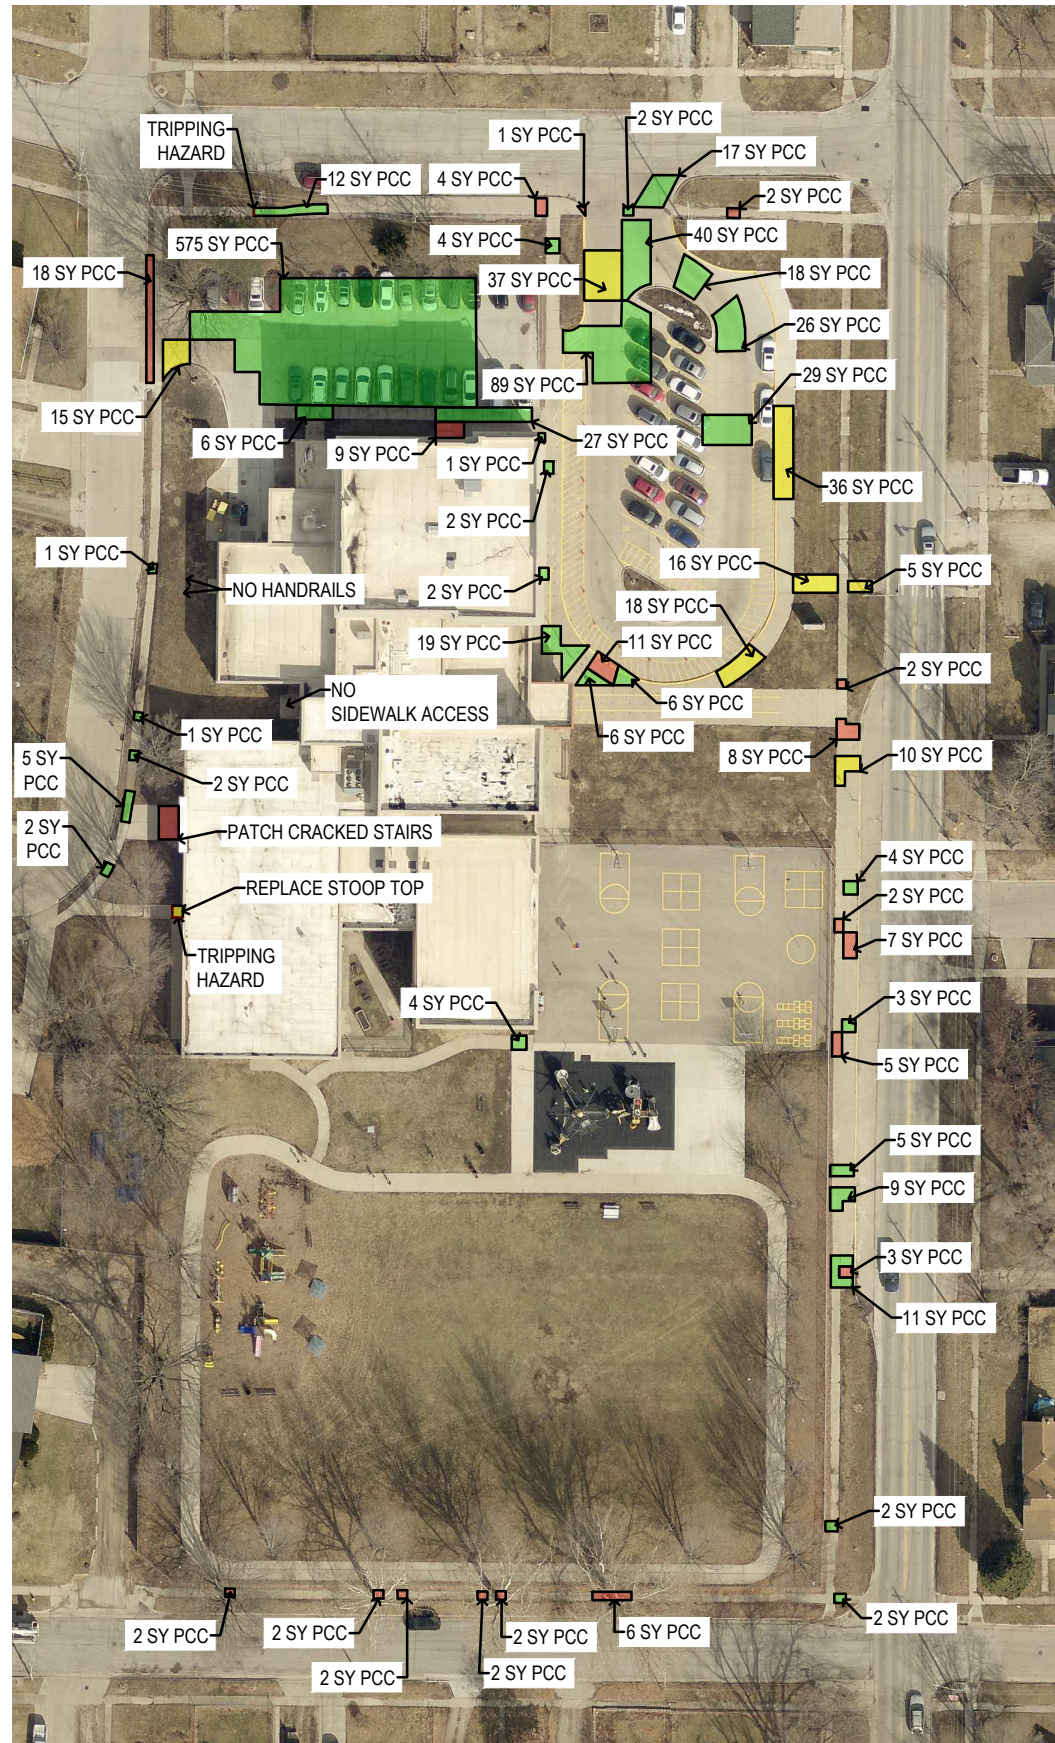 TRIPPING
HAZARD
1 SY PCC
2 SY PCC
17 SY PCC
12 SY PCC
4 SY PCC
2 SY PCC
575 SY PCC
4 SY PCC
40 SY PCC
18 SY PCC
37 SY PCC
18 SY PCC
26 SY PCC
89 SY PCC
29 SY PCC
15 SY PCC
6 SY PCC
9 SY PCC
27 SY PCC
1 SY PCC
36 SY PCC
2 SY PCC
1 SY PCC
NO HANDRAILS
2 SY PCC
16 SY PCC
5 SY PCC
18 SY PCC
19 SY PCC
11 SY PCC
2 SY PCC
NO
SIDEWALK ACCESS
6 SY PCC
6 SY PCC
1 SY PCC
8 SY PCC
10 SY PCC
5 SY
PCC
2 SY PCC
2 SY
PCC
PATCH CRACKED STAIRS
4 SY PCC
REPLACE STOOP TOP
2 SY PCC
7 SY PCC
TRIPPING
HAZARD
4 SY PCC
3 SY PCC
5 SY PCC
5 SY PCC
9 SY PCC
3 SY PCC
11 SY PCC
2 SY PCC
2 SY PCC
2 SY PCC
2 SY PCC
2 SY PCC
2 SY PCC
6 SY PCC
2 SY PCC